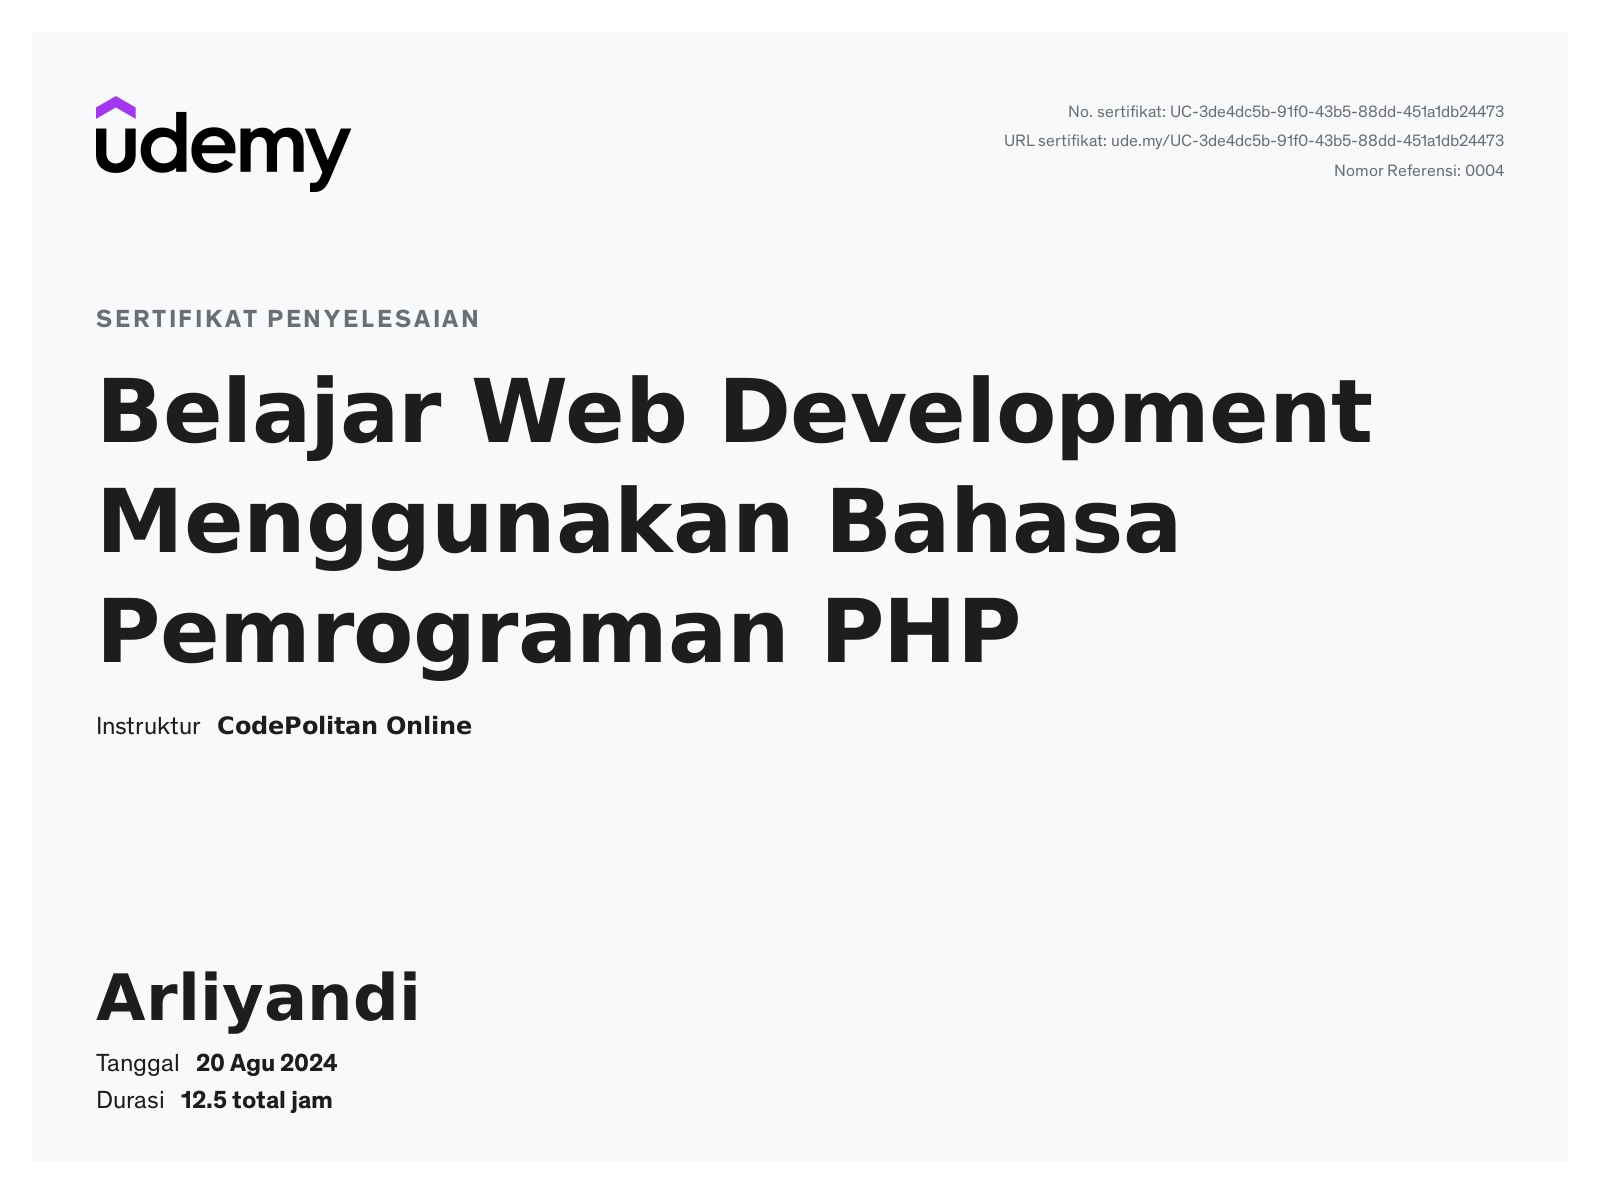 udemy
No. sertifikat: UC-3de4dc5b-91f0-43b5-88dd-451a1db24473
URL sertifikat: ude.my/UC-3de4dc5b-91f0-43b5-88dd-451a1db24473
Nomor Referensi: 0004
SERTIFIKAT PENYELESAIAN
Belajar Web Development
Menggunakan Bahasa
Pemrograman PHP
Instruktur CodePolitan Online
Arliyandi
Tanggal 20 Agu 2024
Durasi 12.5 total jam